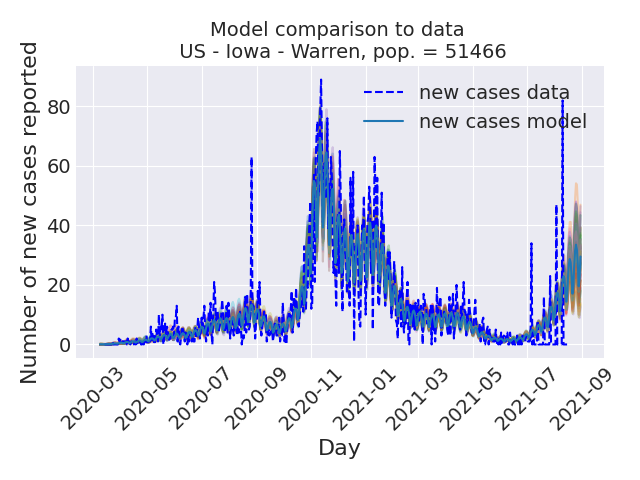 Model comparison to data
US - Iowa - Warren, pop. = 51466
new cases data
new cases model
Number of new cases reported
80
60
40
20
0
2020-03
2020-05
2020-07
2020-09
2020-11
2021-01
2021-03
2021-05
2021-07
2021-09
Day